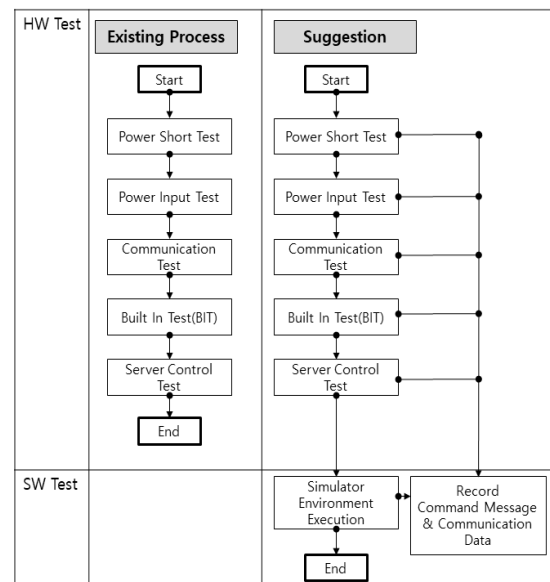 HW Test
Existing Process
Suggestion
Start
Start
Power Short Test
Power Short Test
Power Input Test
Power Input Test
Communication
Test
Communication
Test
Built In Test(BIT)
Built In Test(BIT)
Server Control
Test
Server Control
Test
End
SW Test
Simulator
Environment
Execution
Record
Command Message
& Communication
Data
End